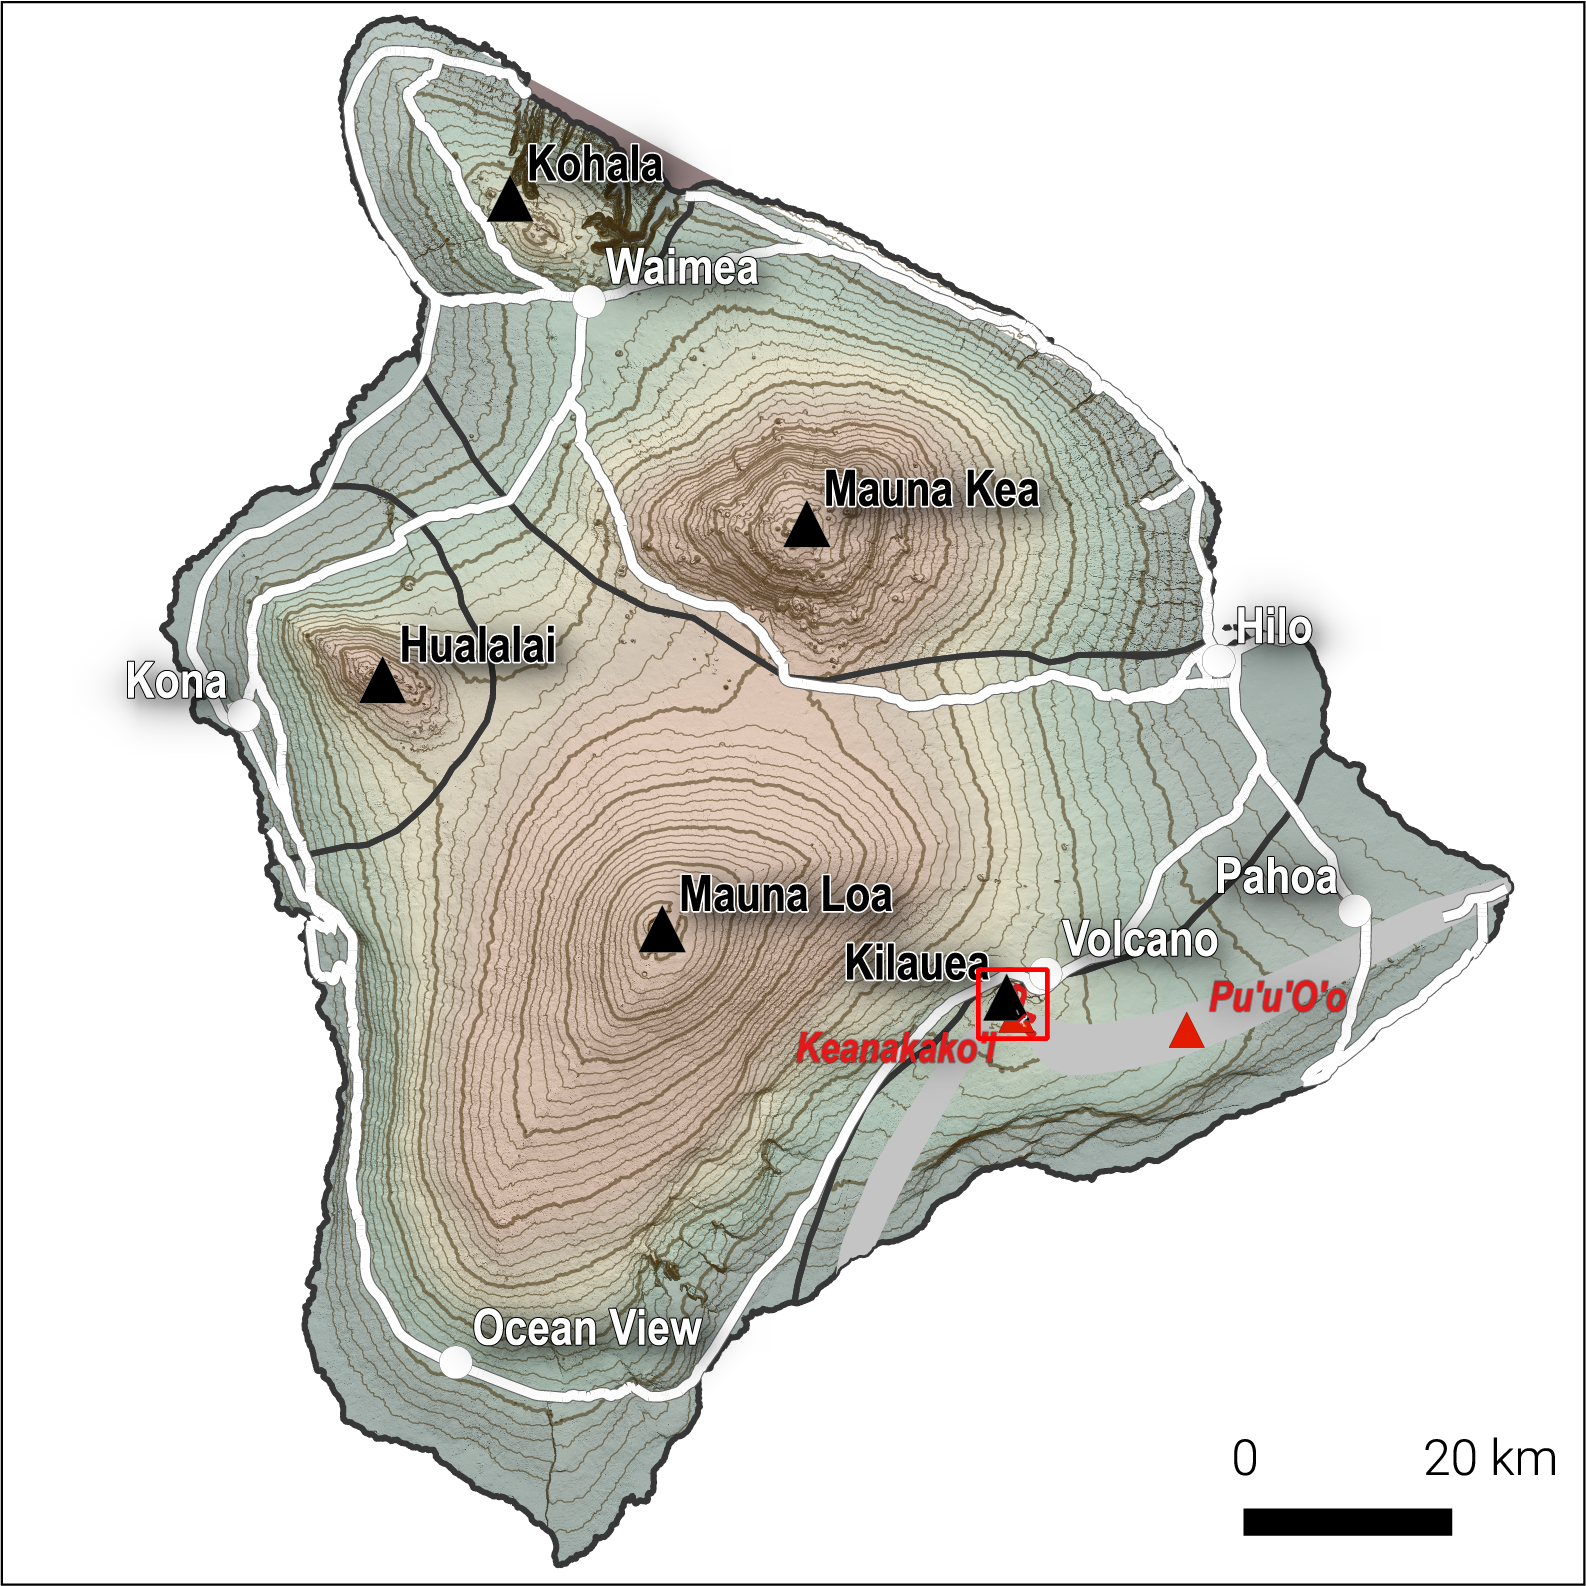 Kohala
Waimea
Mauna Kea
Hilo
Hualalai
Kona
Pahoa
Mauna Loa
Volcano
Kilauea
Pu'u'O'o
Keanakako'i
Ocean View
0 20 km